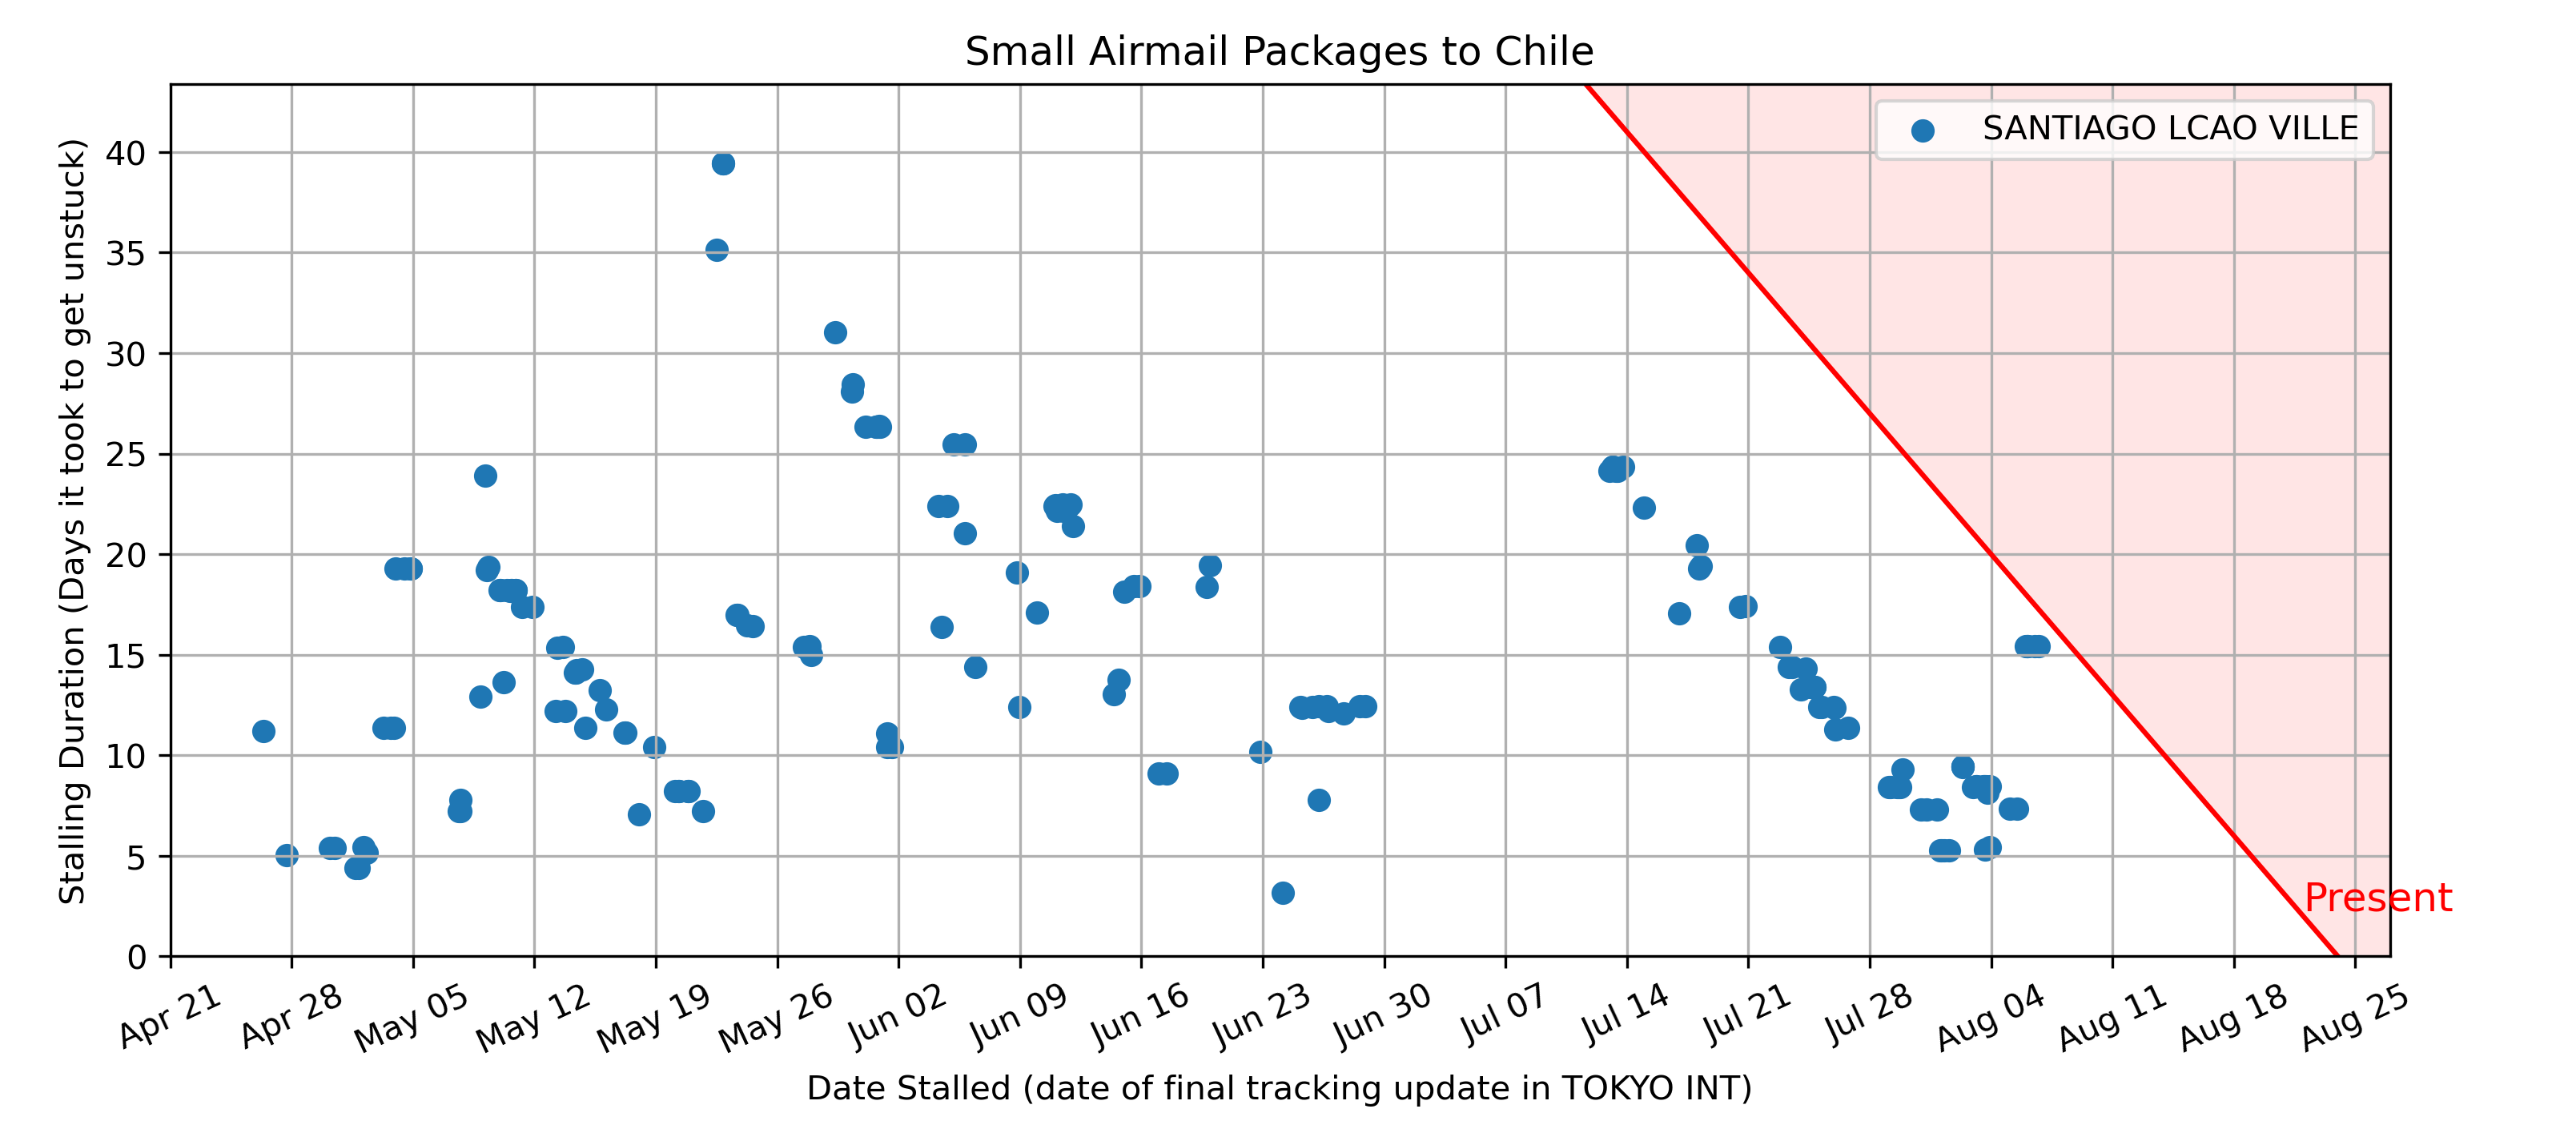 Small Airmail Packages to Chile
SANTIAGO LCAO VILLE
Stalling Duration (Days it took to get unstuck)
40
35
30
25
20
15
10
5
0
Present
Apr 21
Apr 28
May 05
May 12
May 19
May 26
Jun 02
Jun 09
Jun 16
Jun 23
Jun 30
Jul 07
Jul 14
Jul 21
Jul 28
Aug 04
Aug 11
Aug 18
Aug 25
Date Stalled (date of final tracking update in TOKYO INT)